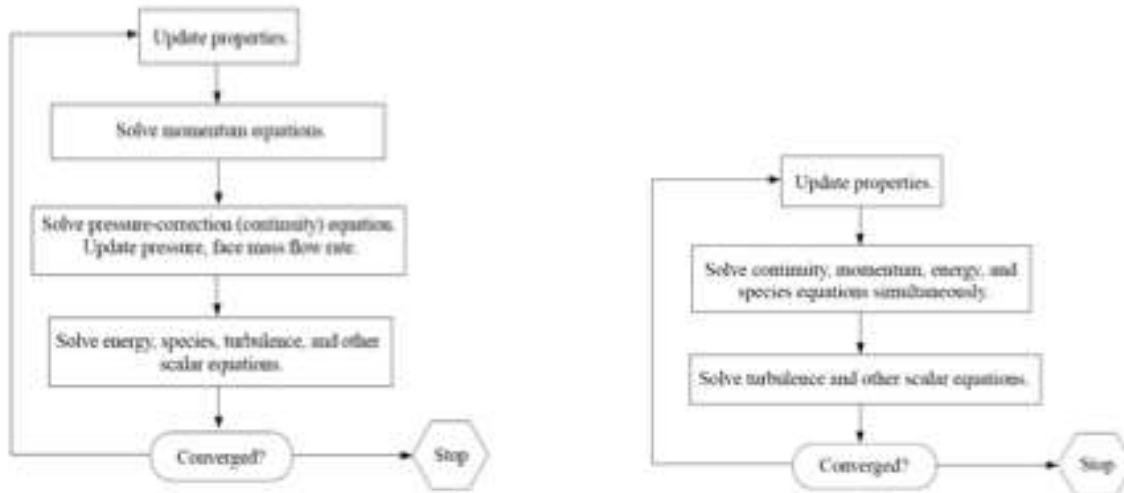 Update properties.
Solve momentum equations.
Solve pressure-correction (continuity) equation.
Update pressure, face mass flow rate.
Solve energy, species, turbulence, and other
scalar equations.
Converged?
Stop
Update properties.
Solve continuity, momentum, energy, and
species equations simultaneously.
Solve turbulence and other scalar equations.
Converged?
Stop